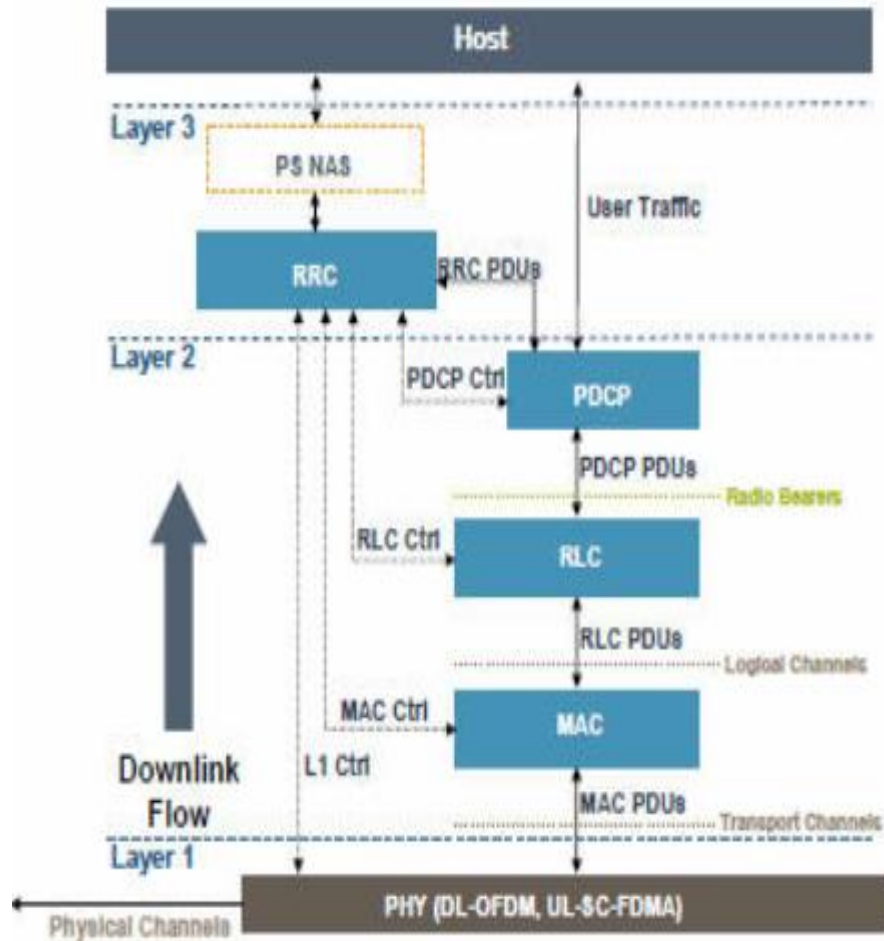 Host
Layer 3
PS NAS
User Traffic
RRC
RRC PDUs
Layer 2
PDCP Ctrl
PDCP
PDCP PDUs
Radio Bearers
RLC Ctrl
RLC
RLC PDUs
Logical Channels
MAC Ctrl
MAC
Downlink
Flow
L1 Ctrl
MAC PDUs
Transport Channels
Layer 1
PHY (DL-OFDM, UL-SC-FDMA)
Physical Channels